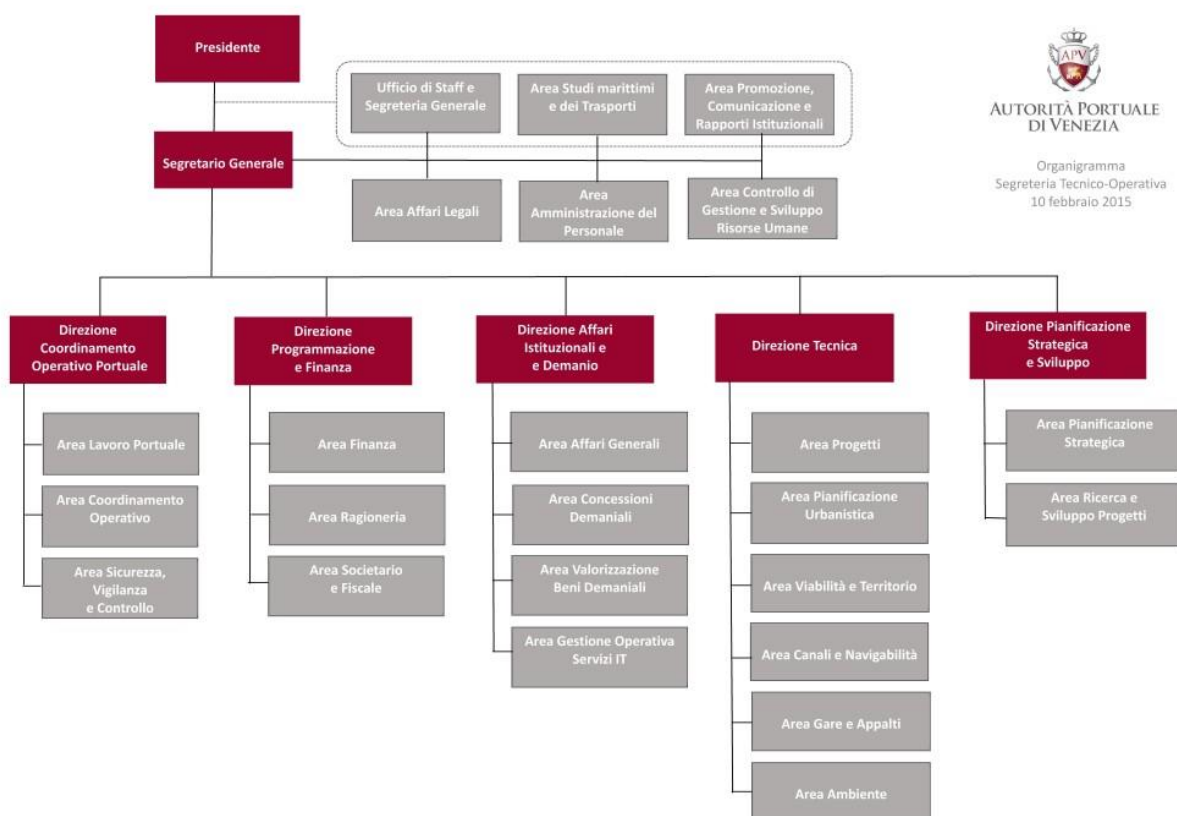 Presidente
Ufficio di Staff e
Segreteria Generale
Area Studi marittimi
e dei Trasporti
Area Promozione,
Comunicazione e
Rapporti Istituzionali
APV
AUTORITÀ PORTUALE
DI VENEZIA
Organigramma
Segreteria Tecnico-Operativa
10 febbraio 2015
Segretario Generale
Area Affari Legali
Area
Amministrazione del
Personale
Area Controllo di
Gestione e Sviluppo
Risorse Umane
Direzione
Coordinamento
Operativo Portuale
Area Lavoro Portuale
Area Coordinamento
Operativo
Area Sicurezza,
Vigilanza
e Controllo
Direzione
Programmazione
e Finanza
Area Finanza
Area Ragioneria
Area Societario
e Fiscale
Direzione Affari
Istituzionali e
e Demanio
Area Affari Generali
Area Concessioni
Demaniali
Area Valorizzazione
Beni Demaniali
Area Gestione Operativa
Servizi IT
Direzione Tecnica
Area Progetti
Area Pianificazione
Urbanistica
Area Viabilità e Territorio
Area Canali e Navigabilità
Area Gare e Appalti
Area Ambiente
Direzione Pianificazione
Strategica
e Sviluppo
Area Pianificazione
Strategica
Area Ricerca e
Sviluppo Progetti